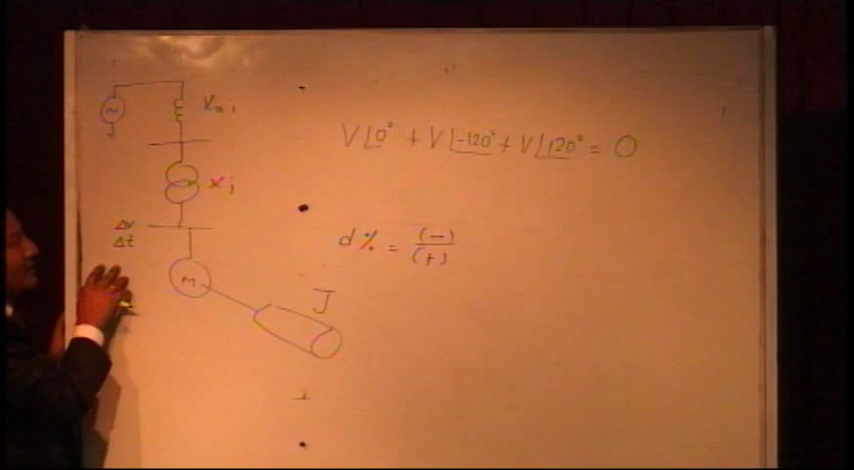 ~
V∠0° + V∠-120° + V∠120° = 0
Δv
Δt
d % = (-)/(+)
M
J